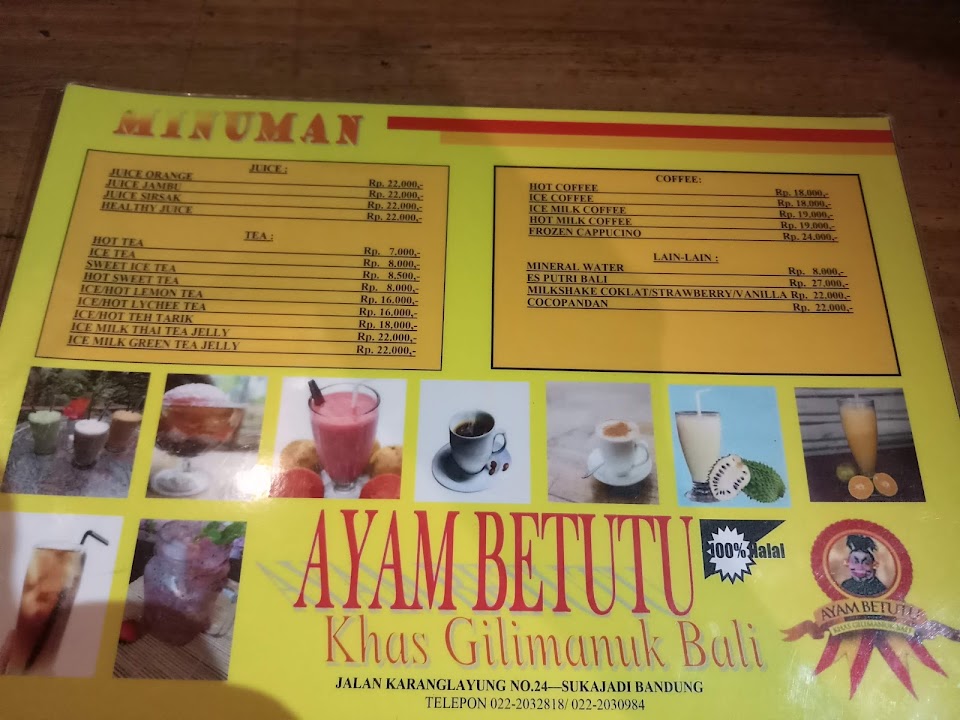 MINUMAN
JUICE :
JUICE ORANGE Rp. 22.000,-
JUICE JAMBU Rp. 22.000,-
JUICE SIRSAK Rp. 22.000,-
HEALTHY JUICE Rp. 22.000,-
TEA :
HOT TEA Rp. 7.000,-
ICE TEA Rp. 8.000,-
SWEET ICE TEA Rp. 8,500,-
HOT SWEET TEA Rp. 8,000,-
ICE/HOT LEMON TEA Rp. 16.000,-
ICE/HOT LYCHEE TEA Rp. 16.000,-
ICE/HOT TEH TARIK Rp. 18,000,-
ICE MILK THAI TEA JELLY Rp. 22.000,-
ICE MILK GREEN TEA JELLY Rp. 22.000,-
COFFEE:
HOT COFFEE Rp. 18,000,-
ICE COFFEE Rp. 18.000,-
ICE MILK COFFEE Rp. 19,000,-
HOT MILK COFFEE Rp. 19.000,-
FROZEN CAPPUCINO Rp. 24.000,-
LAIN-LAIN :
MINERAL WATER Rp. 8.000,-
ES PUTRI BALI Rp. 27.000,-
MILKSHAKE COKLAT/STRAWBERRY/VANILLA Rp. 22,000,-
COCOPANDAN Rp. 22,000,-
AYAM BETUTU
100% Halal
Khas Gilimanuk Bali
AYAM BETUTU
KHAS GILIMANUK BALI
JALAN KARANGLAYUNG NO.24—SUKAJADI BANDUNG
TELEPON 022-2032818/ 022-2030984